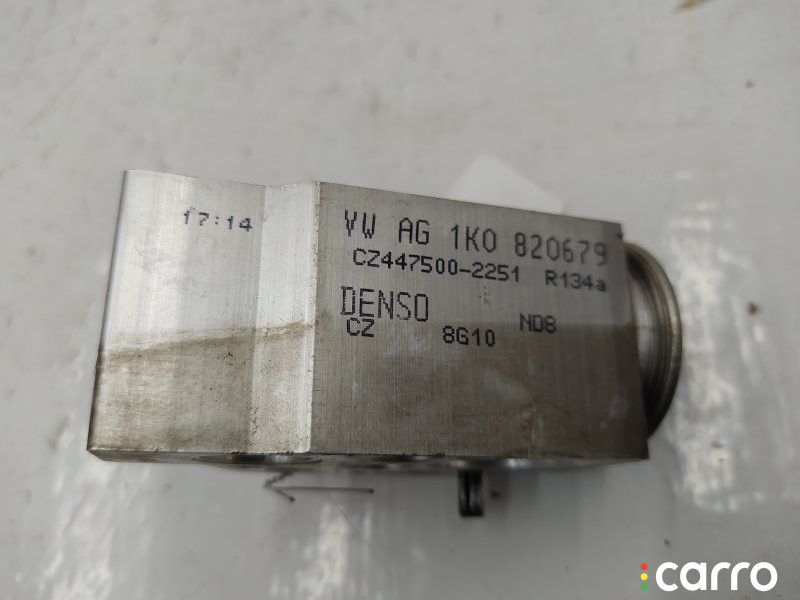 17:14
VW AG 1K0 820679
CZ447500-2251 R134a
DENSO
CZ 8G10 ND8
carro